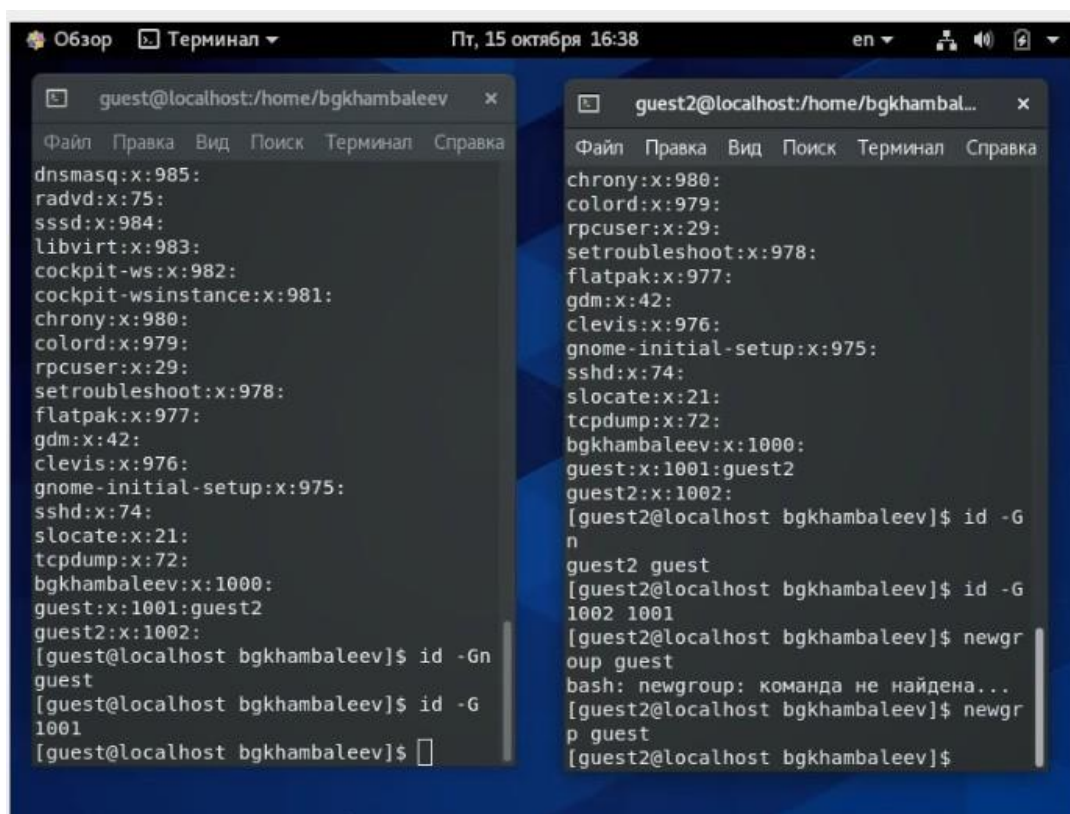 Обзор Терминал Пт, 15 октября 16:38 en
guest@localhost:/home/bgkhambaleev ×
Файл Правка Вид Поиск Терминал Справка
dnsmasq:x:985:
radvd:x:75:
sssd:x:984:
libvirt:x:983:
cockpit-ws:x:982:
cockpit-wsinstance:x:981:
chrony:x:980:
colord:x:979:
rpcuser:x:29:
setroubleshoot:x:978:
flatpak:x:977:
gdm:x:42:
clevis:x:976:
gnome-initial-setup:x:975:
sshd:x:74:
slocate:x:21:
tcpdump:x:72:
bgkhambaleev:x:1000:
guest:x:1001:guest2
guest2:x:1002:
[guest@localhost bgkhambaleev]$ id -Gn
guest
[guest@localhost bgkhambaleev]$ id -G
1001
[guest@localhost bgkhambaleev]$
guest2@localhost:/home/bgkhambal... ×
Файл Правка Вид Поиск Терминал Справка
chrony:x:980:
colord:x:979:
rpcuser:x:29:
setroubleshoot:x:978:
flatpak:x:977:
gdm:x:42:
clevis:x:976:
gnome-initial-setup:x:975:
sshd:x:74:
slocate:x:21:
tcpdump:x:72:
bgkhambaleev:x:1000:
guest:x:1001:guest2
guest2:x:1002:
[guest2@localhost bgkhambaleev]$ id -G
n
guest2 guest
[guest2@localhost bgkhambaleev]$ id -G
1002 1001
[guest2@localhost bgkhambaleev]$ newgr
oup guest
bash: newgroup: команда не найдена...
[guest2@localhost bgkhambaleev]$ newgr
p guest
[guest2@localhost bgkhambaleev]$